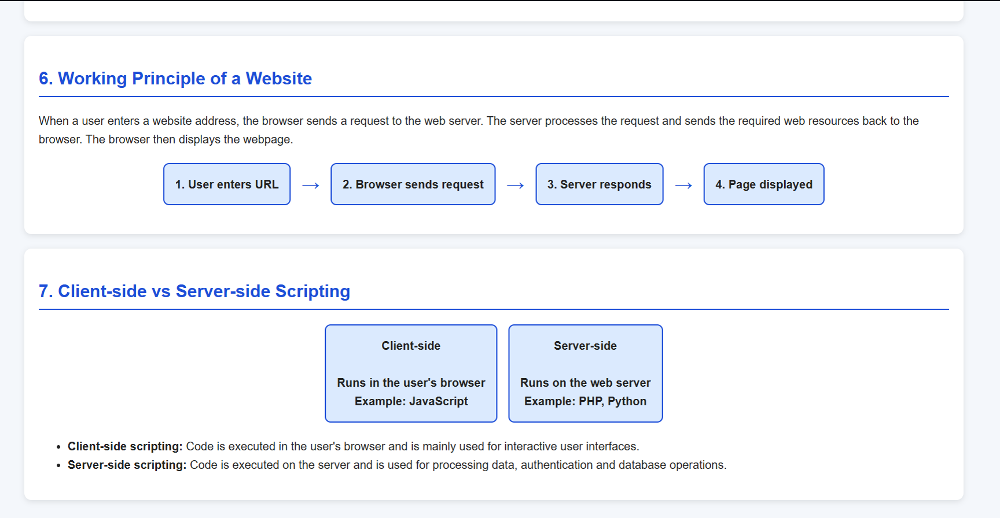 6. Working Principle of a Website
When a user enters a website address, the browser sends a request to the web server. The server processes the request and sends the required web resources back to the
browser. The browser then displays the webpage.
1. User enters URL → 2. Browser sends request → 3. Server responds → 4. Page displayed
7. Client-side vs Server-side Scripting
Client-side
Runs in the user's browser
Example: JavaScript
Server-side
Runs on the web server
Example: PHP, Python
• Client-side scripting: Code is executed in the user's browser and is mainly used for interactive user interfaces.
• Server-side scripting: Code is executed on the server and is used for processing data, authentication and database operations.